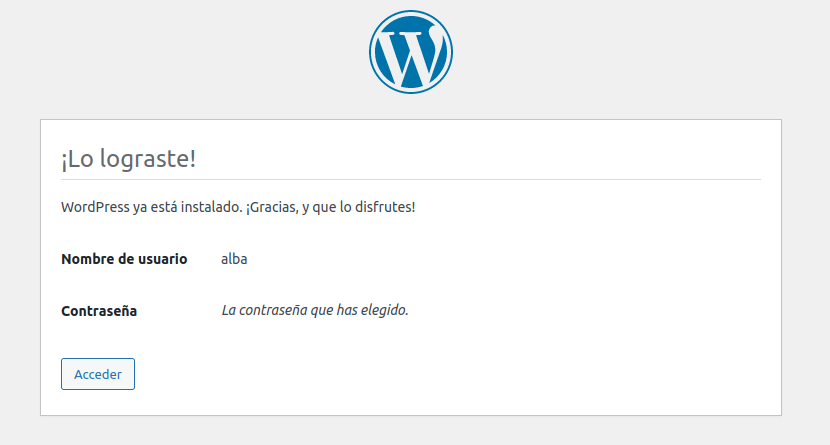 ¡Lo lograste!
WordPress ya está instalado. ¡Gracias, y que lo disfrutes!
Nombre de usuario alba
Contraseña La contraseña que has elegido.
Acceder